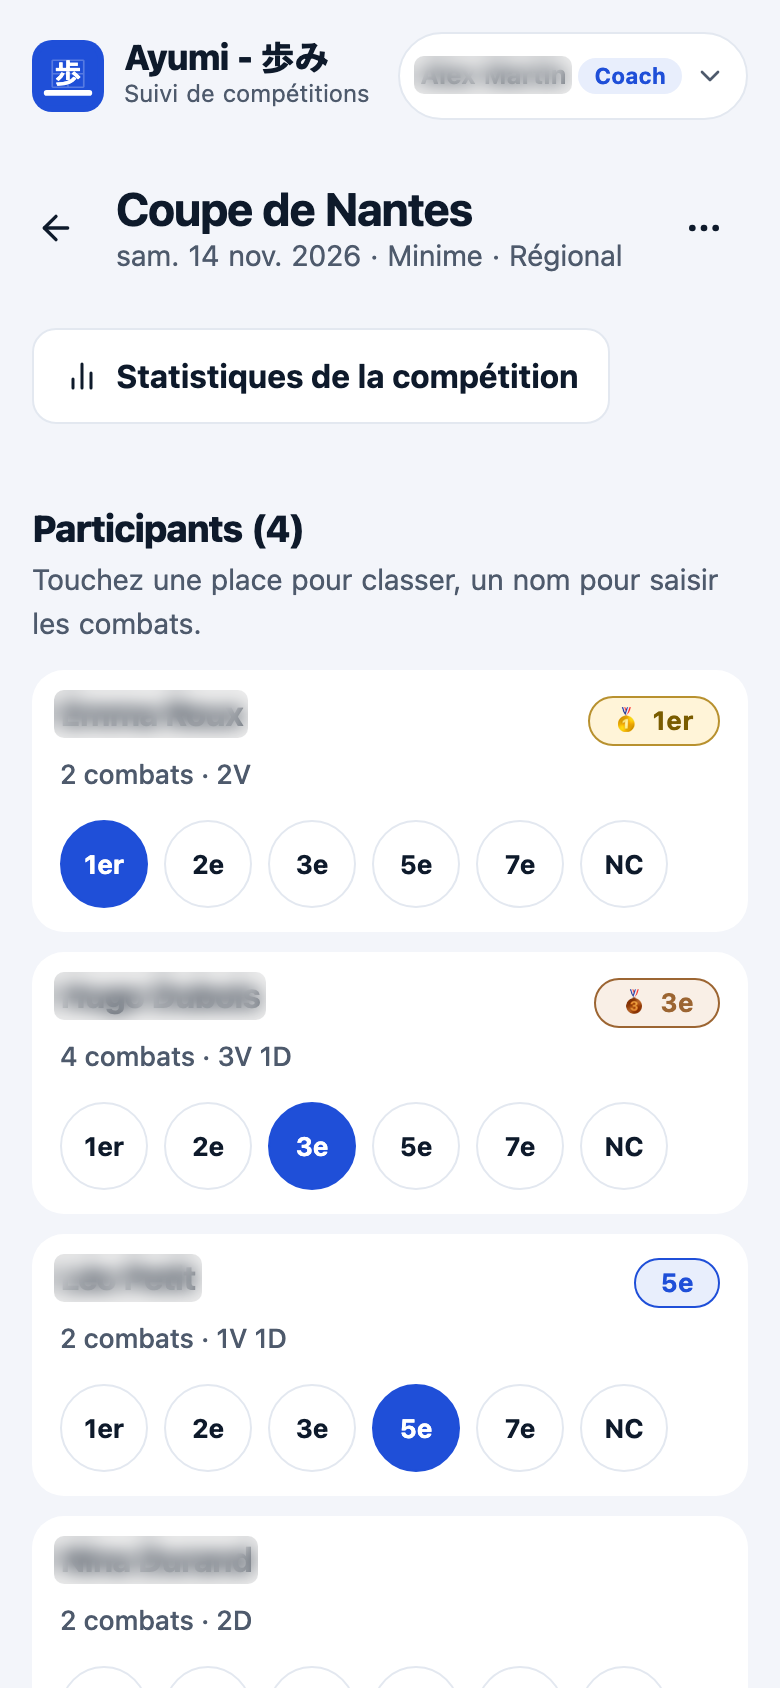 歩
Ayumi - 歩み
Suivi de compétitions
Coach
Coupe de Nantes
sam. 14 nov. 2026 · Minime · Régional
Statistiques de la compétition
Participants (4)
Touchez une place pour classer, un nom pour saisir
les combats.
1er
2 combats · 2V
1er 2e 3e 5e 7e NC
3e
4 combats · 3V 1D
1er 2e 3e 5e 7e NC
5e
2 combats · 1V 1D
1er 2e 3e 5e 7e NC
2 combats · 2D